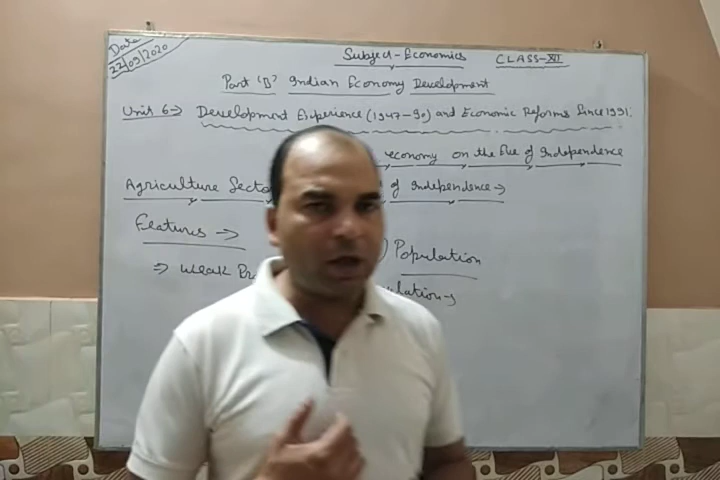 Date
22/09/2020
Subject - Economics CLASS-XII
Part 'B' Indian Economy Development
Unit 6→ Development Experience (1947-90) and Economic Reforms Since 1991.
economy on the Eve of Independence
Agriculture of Independence →
Features → Population
⇒ Weak